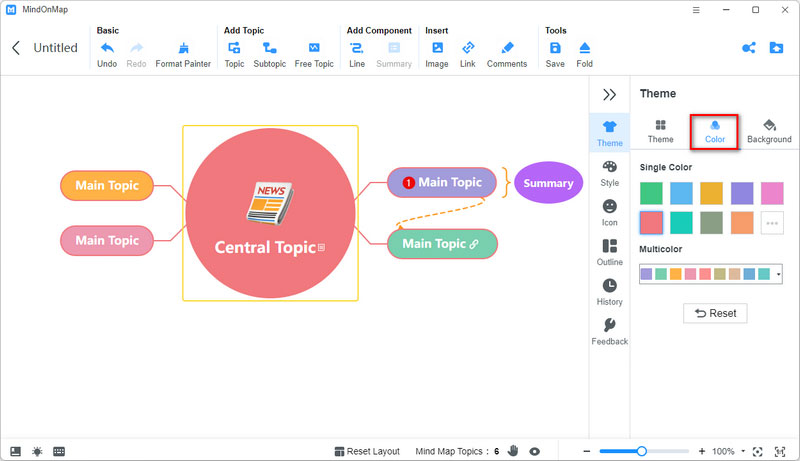 MindOnMap
Untitled
Basic
Undo
Redo
Format Painter
Add Topic
Topic
Subtopic
Free Topic
Add Component
Line
Summary
Insert
Image
Link
Comments
Tools
Save
Fold
Main Topic
Main Topic
NEWS
Central Topic
1 Main Topic
Main Topic
Summary
Theme
Style
Icon
Outline
History
Feedback
Theme
Theme
Color
Background
Single Color
Multicolor
Reset
Reset Layout
Mind Map Topics: 6
100%